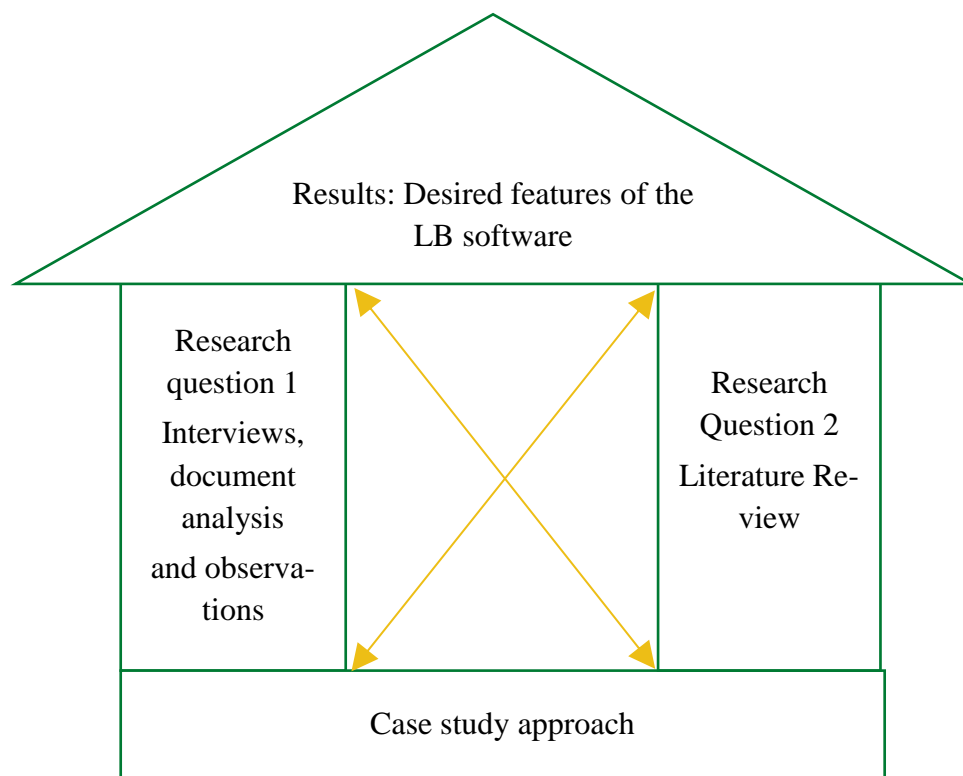 Results: Desired features of the
LB software
Research
question 1
Interviews,
document
analysis
and observa-
tions
Research
Question 2
Literature Re-
view
Case study approach